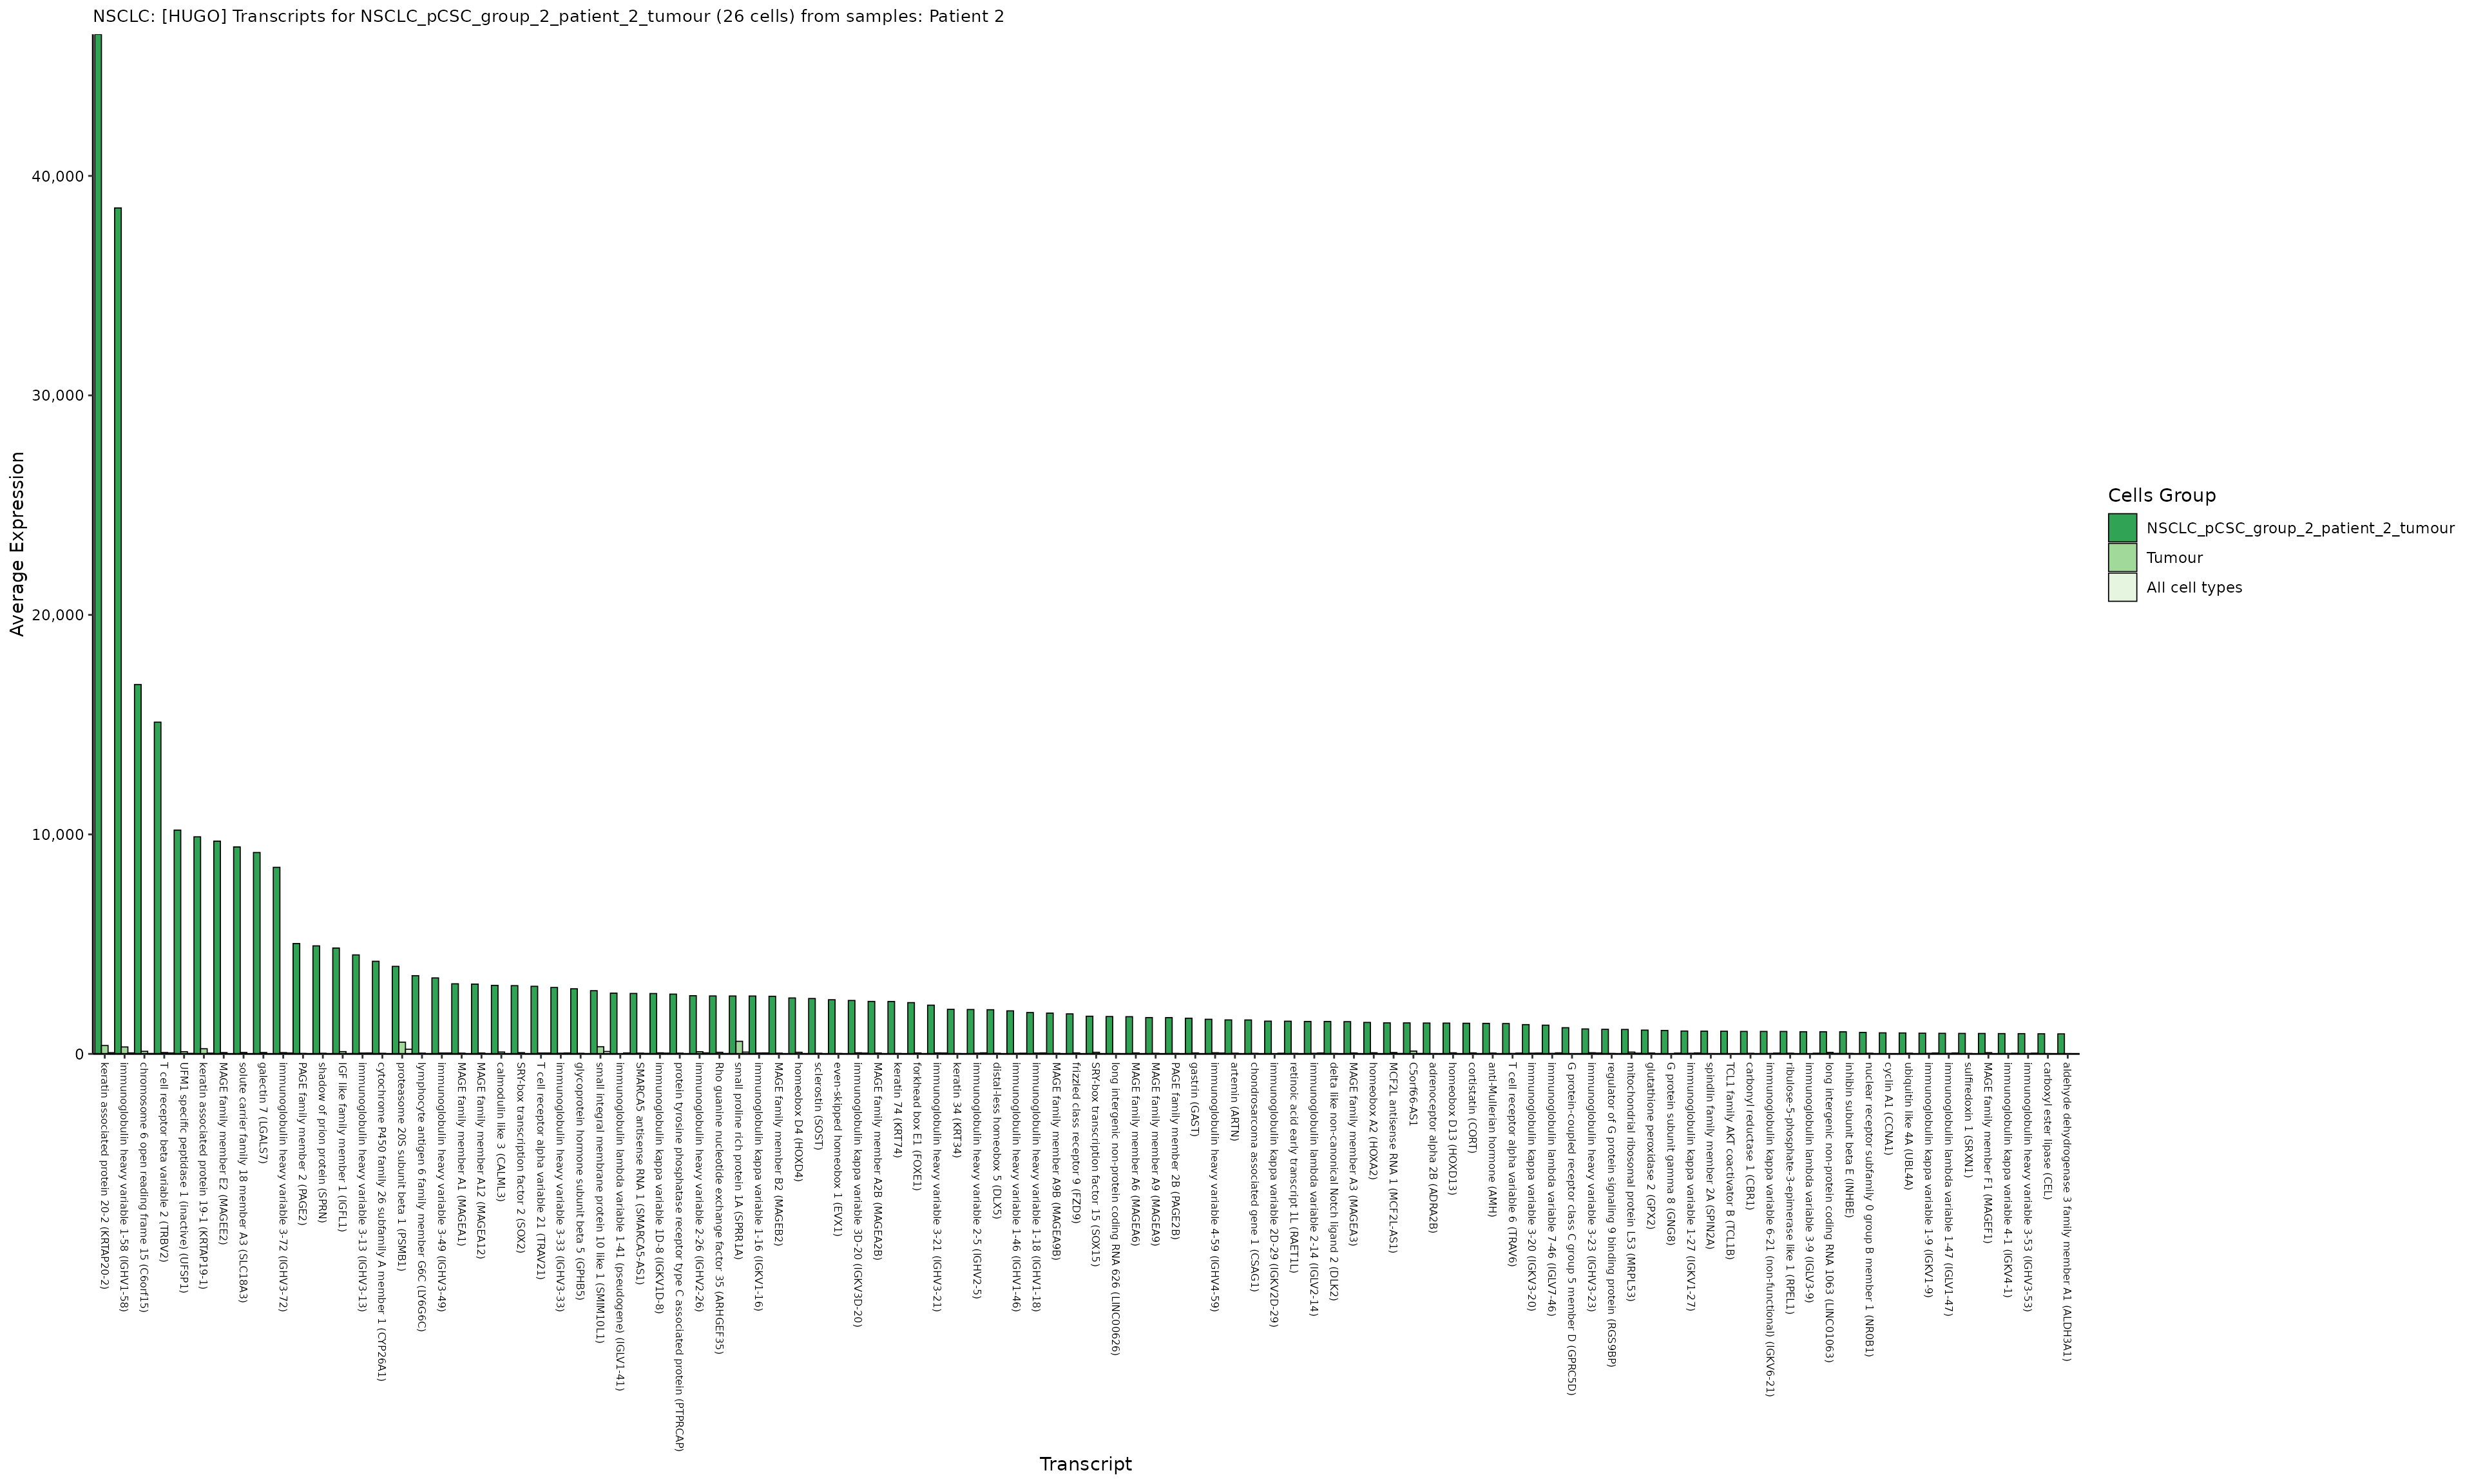 NSCLC: [HUGO] Transcripts for NSCLC_pCSC_group_2_patient_2_tumour (26 cells) from samples: Patient 2
Average Expression
40,000
30,000
20,000
10,000
0
keratin associated protein 20-2 (KRTAP20-2)
immunoglobulin heavy variable 1-58 (IGHV1-58)
chromosome 6 open reading frame 15 (C6orf15)
T cell receptor beta variable 2 (TRBV2)
UFM1 specific peptidase 1 (inactive) (UFSP1)
keratin associated protein 19-1 (KRTAP19-1)
MAGE family member E2 (MAGEE2)
solute carrier family 18 member A3 (SLC18A3)
galectin 7 (LGALS7)
immunoglobulin heavy variable 3-72 (IGHV3-72)
PAGE family member 2 (PAGE2)
shadow of prion protein (SPRN)
IGF like family member 1 (IGFL1)
immunoglobulin heavy variable 3-13 (IGHV3-13)
cytochrome P450 family 26 subfamily A member 1 (CYP26A1)
proteasome 20S subunit beta 1 (PSMB1)
lymphocyte antigen 6 family member G6C (LY6G6C)
immunoglobulin heavy variable 3-49 (IGHV3-49)
MAGE family member A1 (MAGEA1)
MAGE family member A12 (MAGEA12)
calmodulin like 3 (CALML3)
SRY-box transcription factor 2 (SOX2)
T cell receptor alpha variable 21 (TRAV21)
immunoglobulin heavy variable 3-33 (IGHV3-33)
glycoprotein hormone subunit beta 5 (GPHB5)
small integral membrane protein 10 like 1 (SMIM10L1)
immunoglobulin lambda variable 1-41 (pseudogene) (IGLV1-41)
SMARCA5 antisense RNA 1 (SMARCA5-AS1)
immunoglobulin kappa variable 1D-8 (IGKV1D-8)
protein tyrosine phosphatase receptor type C associated protein (PTPRCAP)
immunoglobulin heavy variable 2-26 (IGHV2-26)
Rho guanine nucleotide exchange factor 35 (ARHGEF35)
small proline rich protein 1A (SPRR1A)
immunoglobulin kappa variable 1-16 (IGKV1-16)
MAGE family member B2 (MAGEB2)
homeobox D4 (HOXD4)
sclerostin (SOST)
even-skipped homeobox 1 (EVX1)
immunoglobulin kappa variable 3D-20 (IGKV3D-20)
MAGE family member A2B (MAGEA2B)
keratin 74 (KRT74)
forkhead box E1 (FOXE1)
immunoglobulin heavy variable 3-21 (IGHV3-21)
keratin 34 (KRT34)
immunoglobulin heavy variable 2-5 (IGHV2-5)
distal-less homeobox 5 (DLX5)
immunoglobulin heavy variable 1-46 (IGHV1-46)
immunoglobulin heavy variable 1-18 (IGHV1-18)
MAGE family member A9B (MAGEA9B)
frizzled class receptor 9 (FZD9)
SRY-box transcription factor 15 (SOX15)
long intergenic non-protein coding RNA 626 (LINC00626)
MAGE family member A6 (MAGEA6)
MAGE family member A9 (MAGEA9)
PAGE family member 2B (PAGE2B)
gastrin (GAST)
immunoglobulin heavy variable 4-59 (IGHV4-59)
artemin (ARTN)
chondrosarcoma associated gene 1 (CSAG1)
immunoglobulin kappa variable 2D-29 (IGKV2D-29)
retinoic acid early transcript 1L (RAET1L)
immunoglobulin lambda variable 2-14 (IGLV2-14)
delta like non-canonical Notch ligand 2 (DLK2)
MAGE family member A3 (MAGEA3)
homeobox A2 (HOXA2)
MCF2L antisense RNA 1 (MCF2L-AS1)
C5orf66-AS1
adrenoceptor alpha 2B (ADRA2B)
homeobox D13 (HOXD13)
cortistatin (CORT)
anti-Mullerian hormone (AMH)
T cell receptor alpha variable 6 (TRAV6)
immunoglobulin kappa variable 3-20 (IGKV3-20)
immunoglobulin lambda variable 7-46 (IGLV7-46)
G protein-coupled receptor class C group 5 member D (GPRC5D)
immunoglobulin heavy variable 3-23 (IGHV3-23)
regulator of G protein signaling 9 binding protein (RGS9BP)
mitochondrial ribosomal protein L53 (MRPL53)
glutathione peroxidase 2 (GPX2)
G protein subunit gamma 8 (GNG8)
immunoglobulin kappa variable 1-27 (IGKV1-27)
spindlin family member 2A (SPIN2A)
TCL1 family AKT coactivator B (TCL1B)
carbonyl reductase 1 (CBR1)
immunoglobulin kappa variable 6-21 (non-functional) (IGKV6-21)
ribulose-5-phosphate-3-epimerase like 1 (RPEL1)
immunoglobulin lambda variable 3-9 (IGLV3-9)
long intergenic non-protein coding RNA 1063 (LINC01063)
inhibin subunit beta E (INHBE)
nuclear receptor subfamily 0 group B member 1 (NR0B1)
cyclin A1 (CCNA1)
ubiquitin like 4A (UBL4A)
immunoglobulin kappa variable 1-9 (IGKV1-9)
immunoglobulin lambda variable 1-47 (IGLV1-47)
sulfiredoxin 1 (SRXN1)
MAGE family member F1 (MAGEF1)
immunoglobulin kappa variable 4-1 (IGKV4-1)
immunoglobulin heavy variable 3-53 (IGHV3-53)
carboxyl ester lipase (CEL)
aldehyde dehydrogenase 3 family member A1 (ALDH3A1)
Transcript
Cells Group
NSCLC_pCSC_group_2_patient_2_tumour
Tumour
All cell types